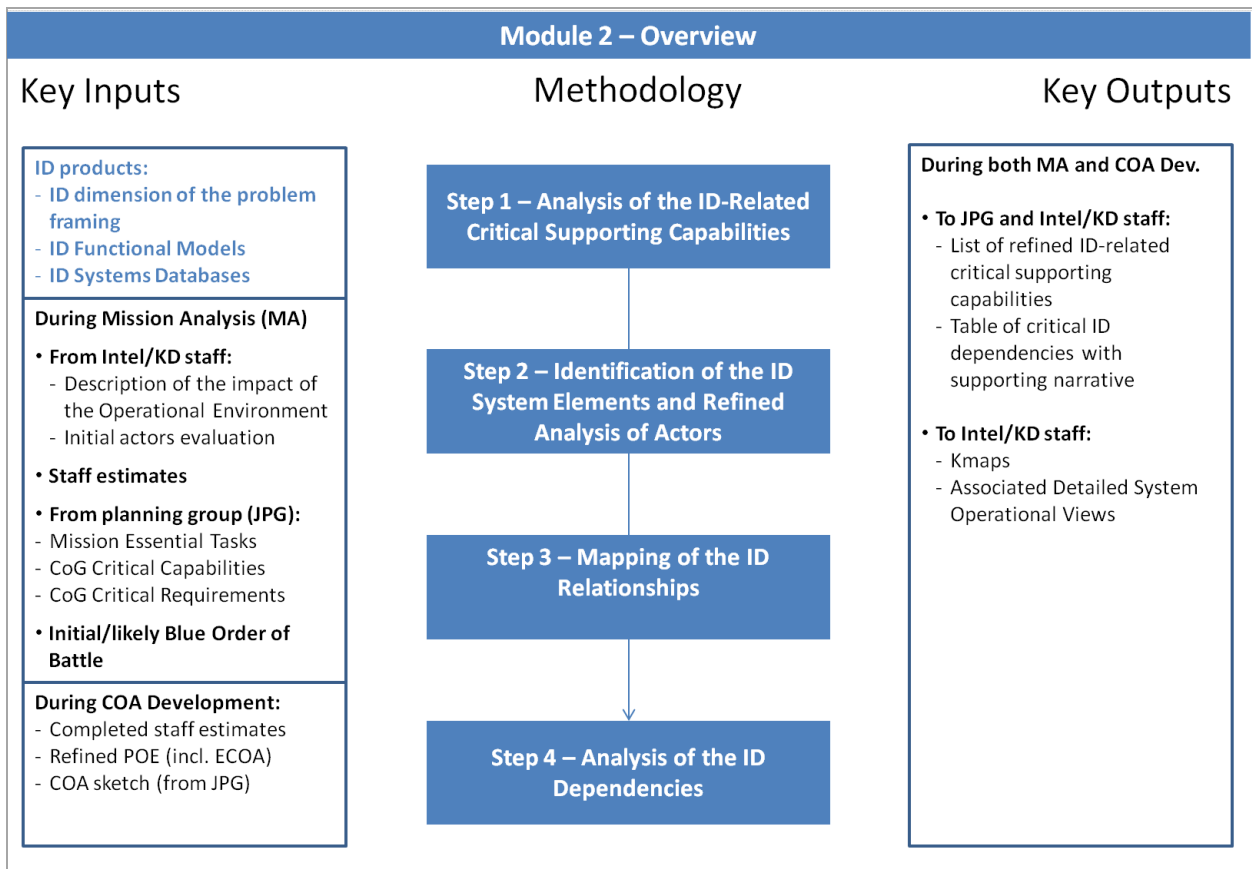 Module 2 – Overview
Key Inputs
Methodology
Key Outputs
ID products:
- ID dimension of the problem
framing
- ID Functional Models
- ID Systems Databases
During Mission Analysis (MA)
• From Intel/KD staff:
- Description of the impact of
the Operational Environment
- Initial actors evaluation
• Staff estimates
• From planning group (JPG):
- Mission Essential Tasks
- CoG Critical Capabilities
- CoG Critical Requirements
• Initial/likely Blue Order of
Battle
During COA Development:
- Completed staff estimates
- Refined POE (incl. ECOA)
- COA sketch (from JPG)
Step 1 – Analysis of the ID-Related
Critical Supporting Capabilities
Step 2 – Identification of the ID
System Elements and Refined
Analysis of Actors
Step 3 – Mapping of the ID
Relationships
Step 4 – Analysis of the ID
Dependencies
During both MA and COA Dev.
• To JPG and Intel/KD staff:
- List of refined ID-related
critical supporting
capabilities
- Table of critical ID
dependencies with
supporting narrative
• To Intel/KD staff:
- Kmaps
- Associated Detailed System
Operational Views